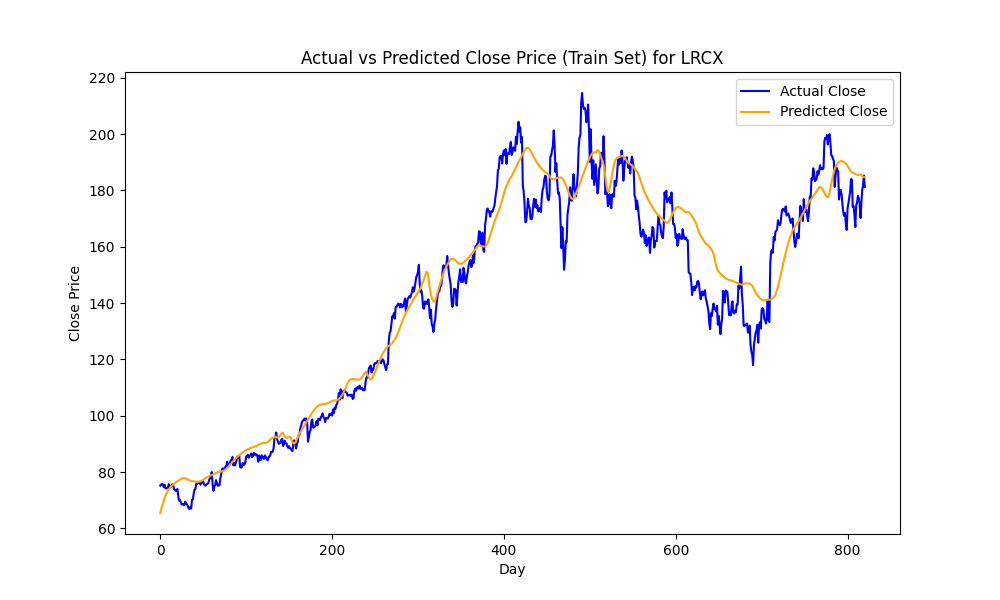 Actual vs Predicted Close Price (Train Set) for LRCX
Actual Close
Predicted Close
Close Price
220
200
180
160
140
120
100
80
60
0 200 400 600 800
Day